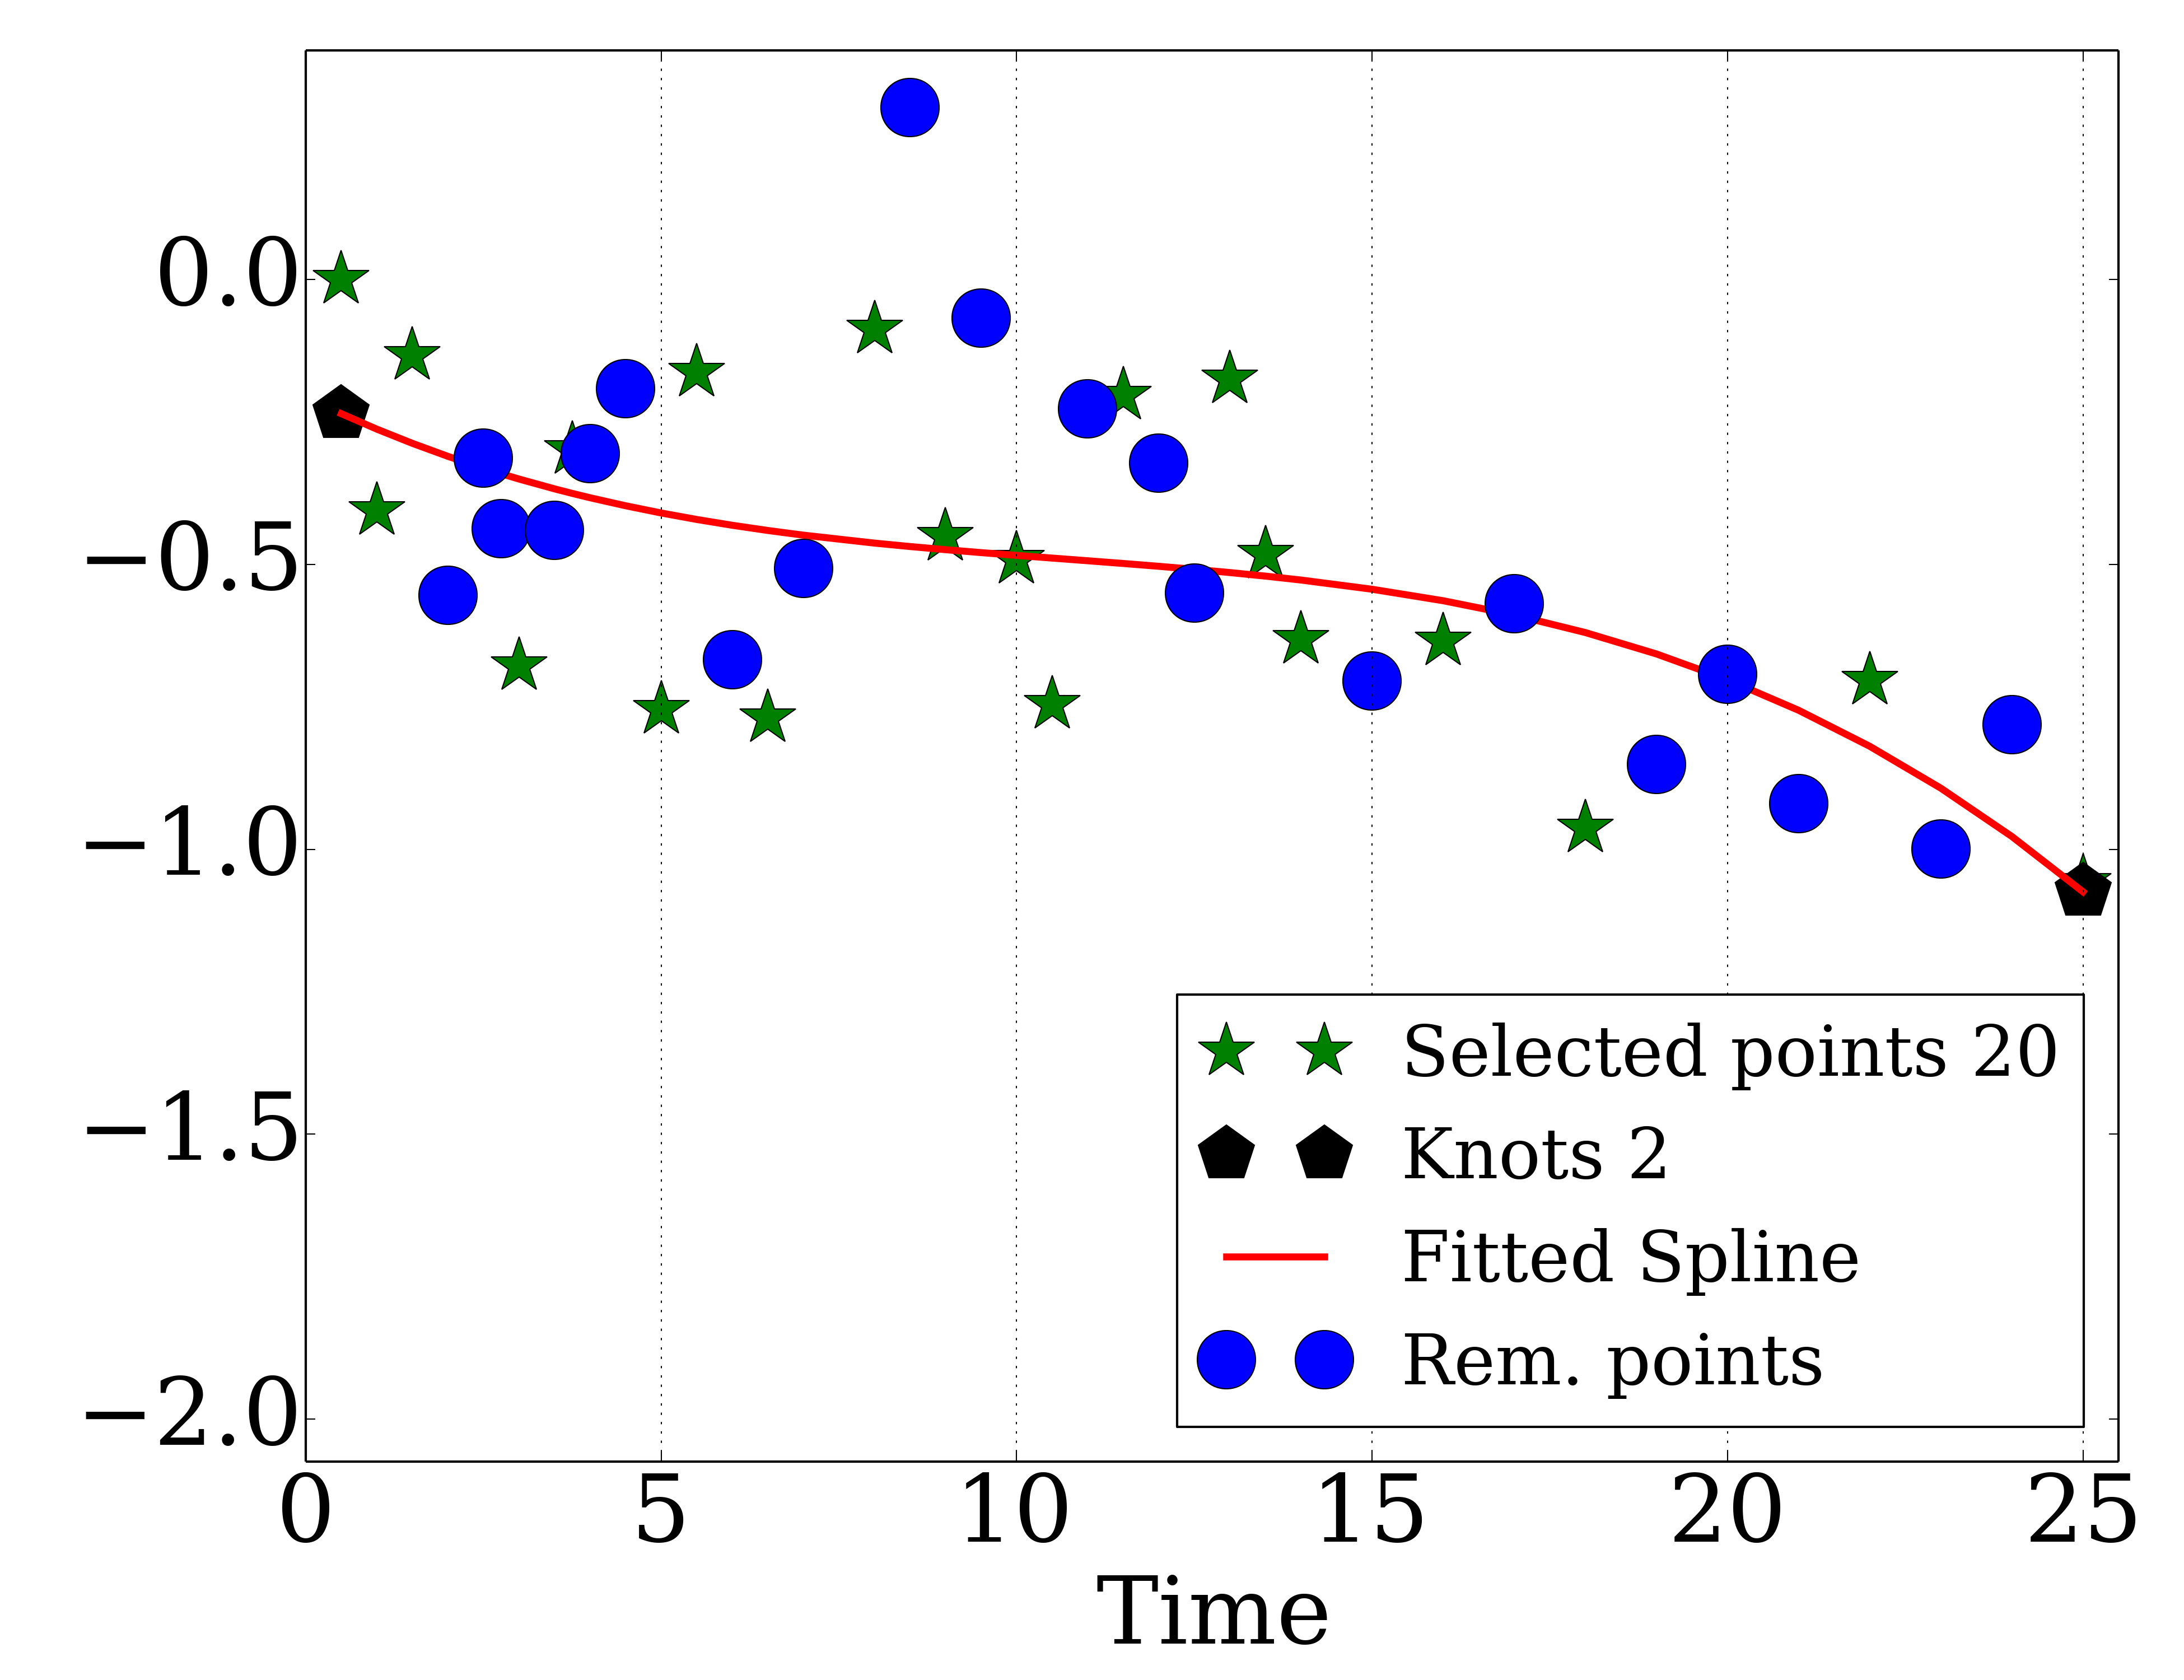 0.0
−0.5
−1.0
−1.5
−2.0
0 5 10 15 20 25
Time
Selected points 20
Knots 2
Fitted Spline
Rem. points